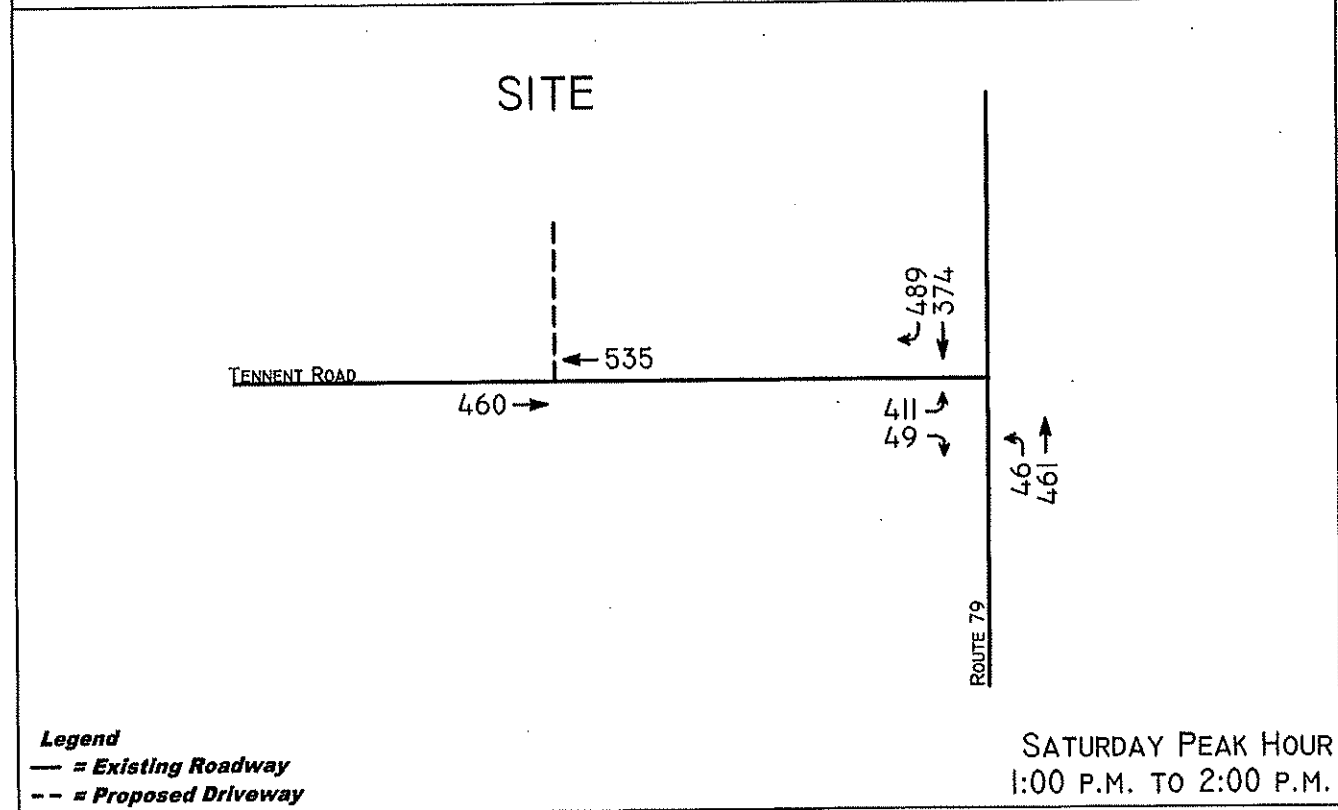 SITE
489
374
535
TENNENT ROAD
460
411
49
46
461
ROUTE 79
Legend
— = Existing Roadway
-- = Proposed Driveway
SATURDAY PEAK HOUR
1:00 P.M. TO 2:00 P.M.